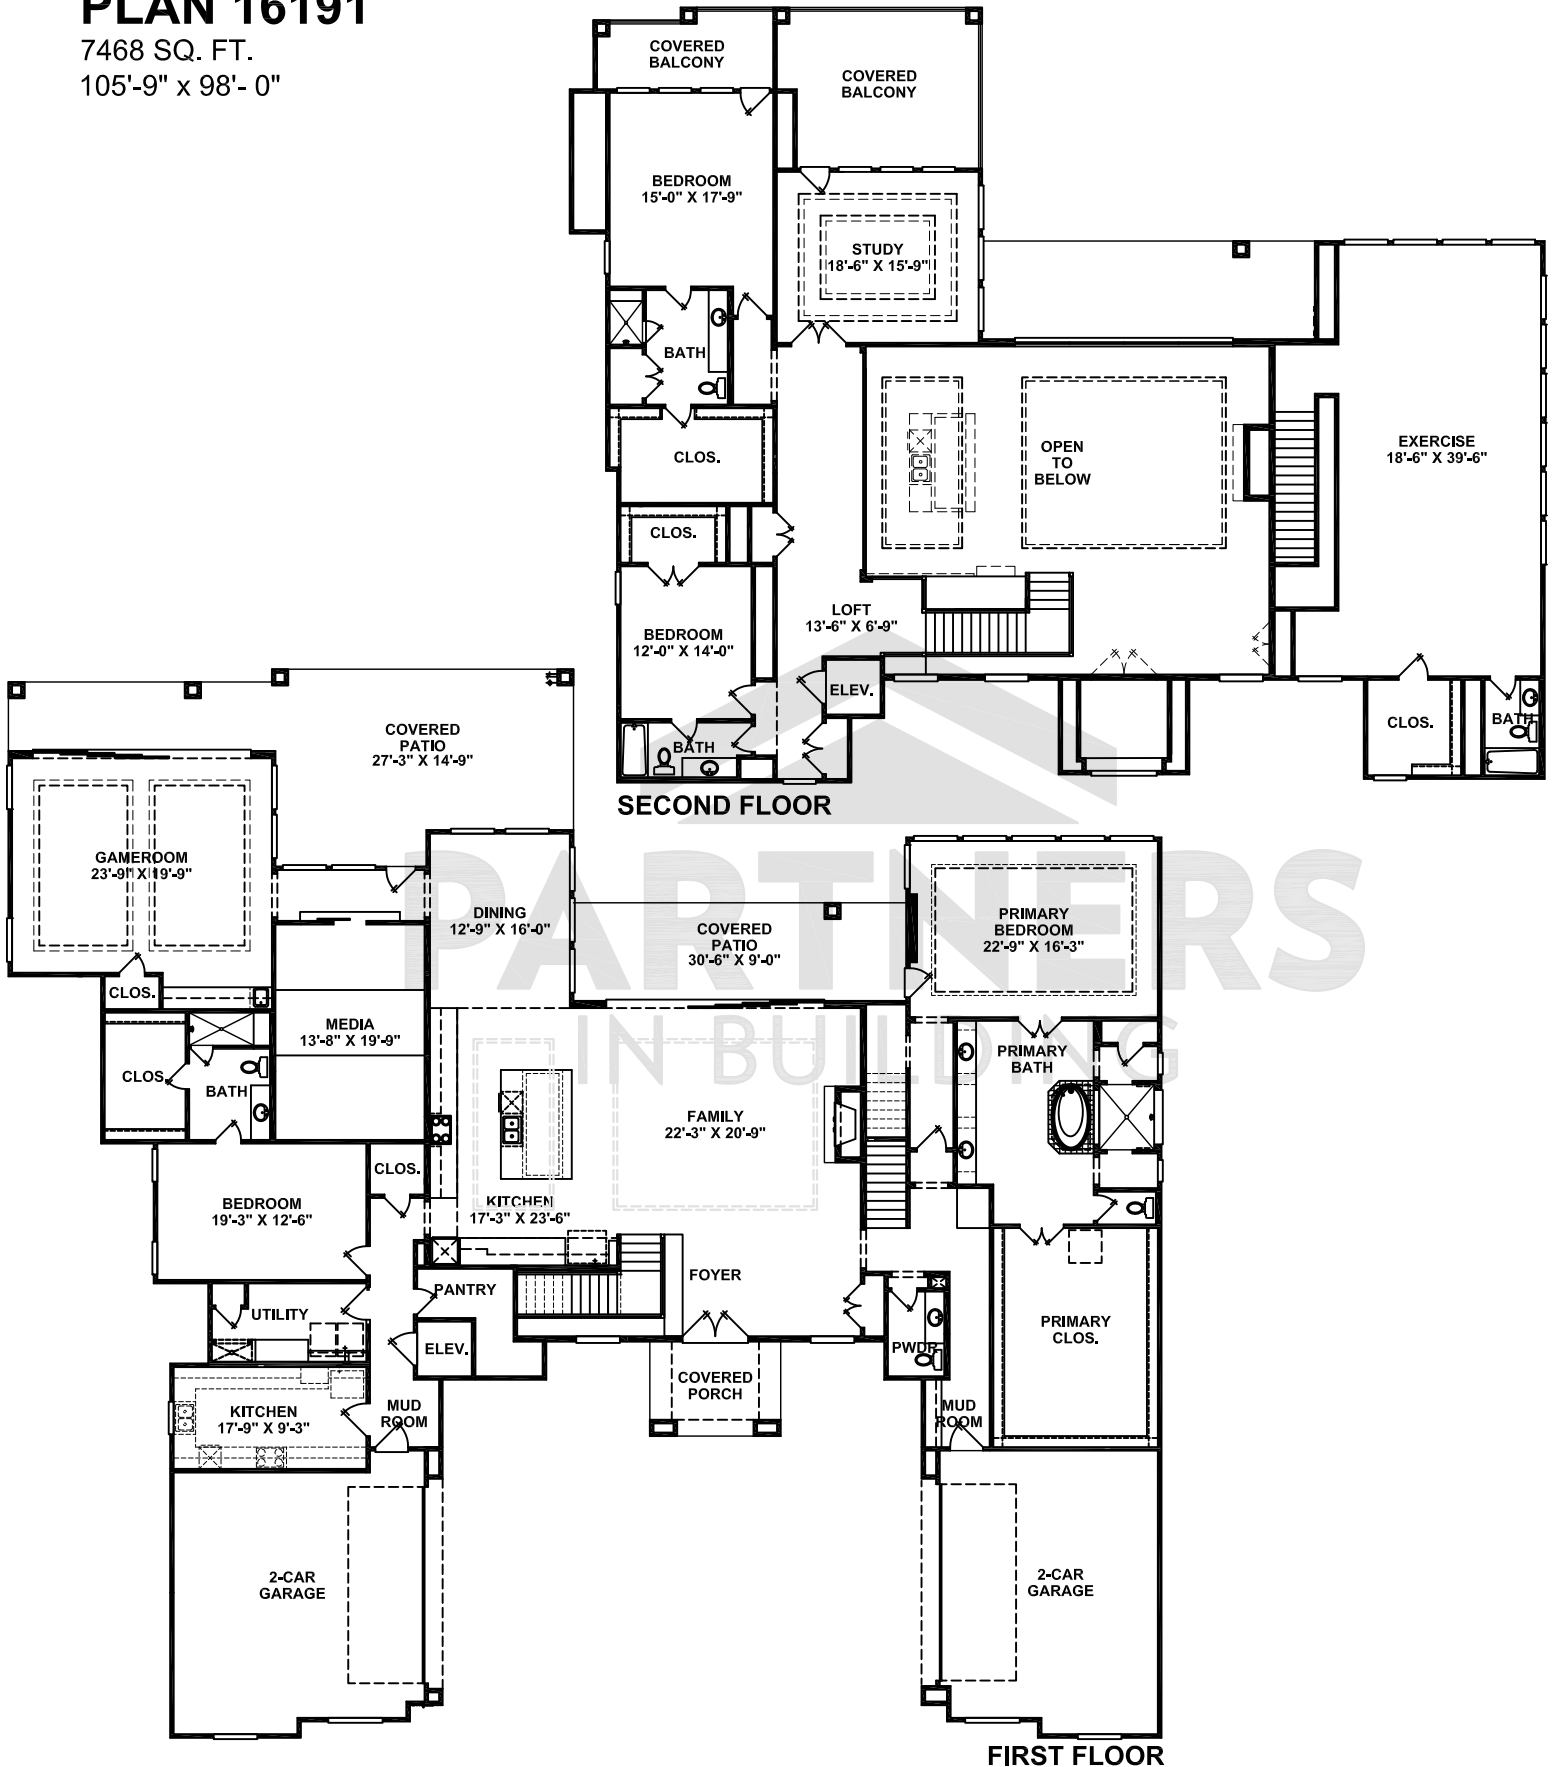 PLAN 16191
7468 SQ. FT.
105'-9" x 98'- 0"
COVERED
BALCONY
COVERED
BALCONY
BEDROOM
15'-0" X 17'-9"
STUDY
18'-6" X 15'-9"
BATH
CLOS.
OPEN
TO
BELOW
EXERCISE
18'-6" X 39'-6"
CLOS.
LOFT
13'-6" X 6'-9"
BEDROOM
12'-0" X 14'-0"
ELEV.
BATH
CLOS.
BATH
SECOND FLOOR
COVERED
PATIO
27'-3" X 14'-9"
GAMEROOM
23'-9" X 19'-9"
DINING
12'-9" X 16'-0"
COVERED
PATIO
30'-6" X 9'-0"
PRIMARY
BEDROOM
22'-9" X 16'-3"
PARTNERS
IN BUILDING
CLOS.
MEDIA
13'-8" X 19'-9"
PRIMARY
BATH
CLOS.
BATH
FAMILY
22'-3" X 20'-9"
CLOS.
BEDROOM
19'-3" X 12'-6"
KITCHEN
17'-3" X 23'-6"
FOYER
PANTRY
UTILITY
ELEV.
PWDR
PRIMARY
CLOS.
COVERED
PORCH
KITCHEN
17'-9" X 9'-3"
MUD
ROOM
MUD
ROOM
2-CAR
GARAGE
2-CAR
GARAGE
FIRST FLOOR